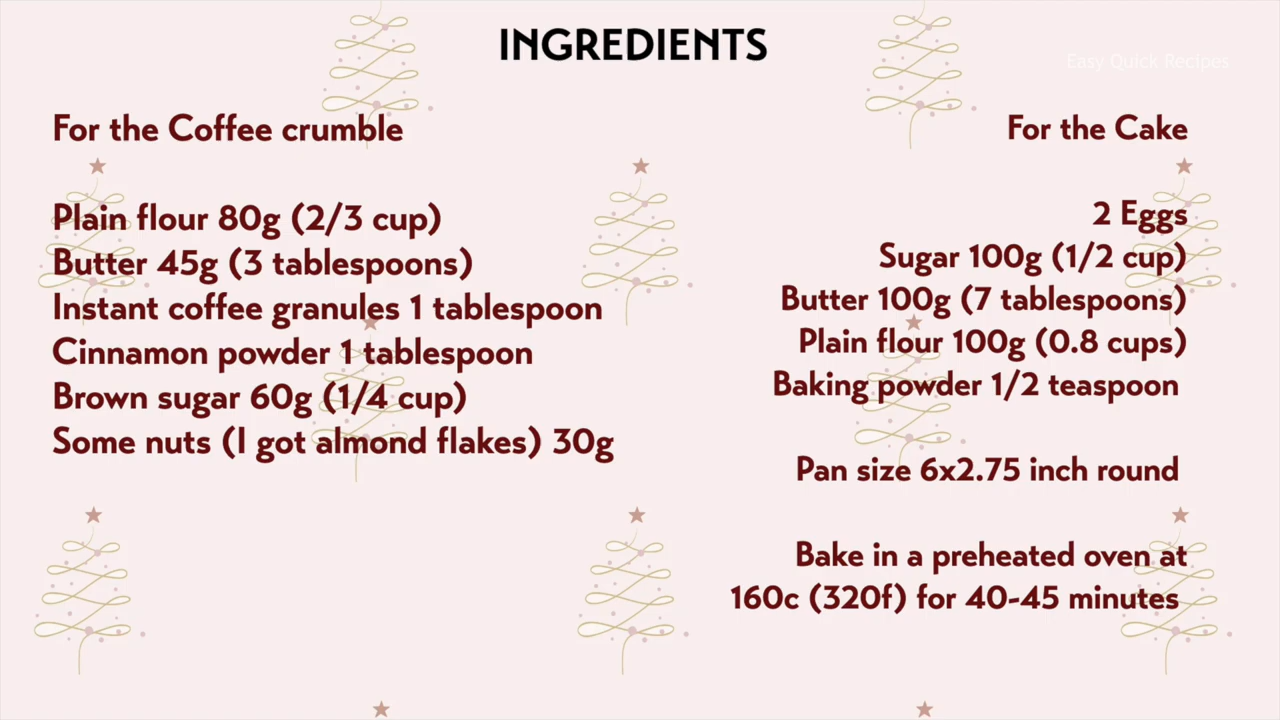 INGREDIENTS
Easy Quick Recipes
For the Coffee crumble
Plain flour 80g (2/3 cup)
Butter 45g (3 tablespoons)
Instant coffee granules 1 tablespoon
Cinnamon powder 1 tablespoon
Brown sugar 60g (1/4 cup)
Some nuts (I got almond flakes) 30g
For the Cake
2 Eggs
Sugar 100g (1/2 cup)
Butter 100g (7 tablespoons)
Plain flour 100g (0.8 cups)
Baking powder 1/2 teaspoon
Pan size 6x2.75 inch round
Bake in a preheated oven at
160c (320f) for 40-45 minutes